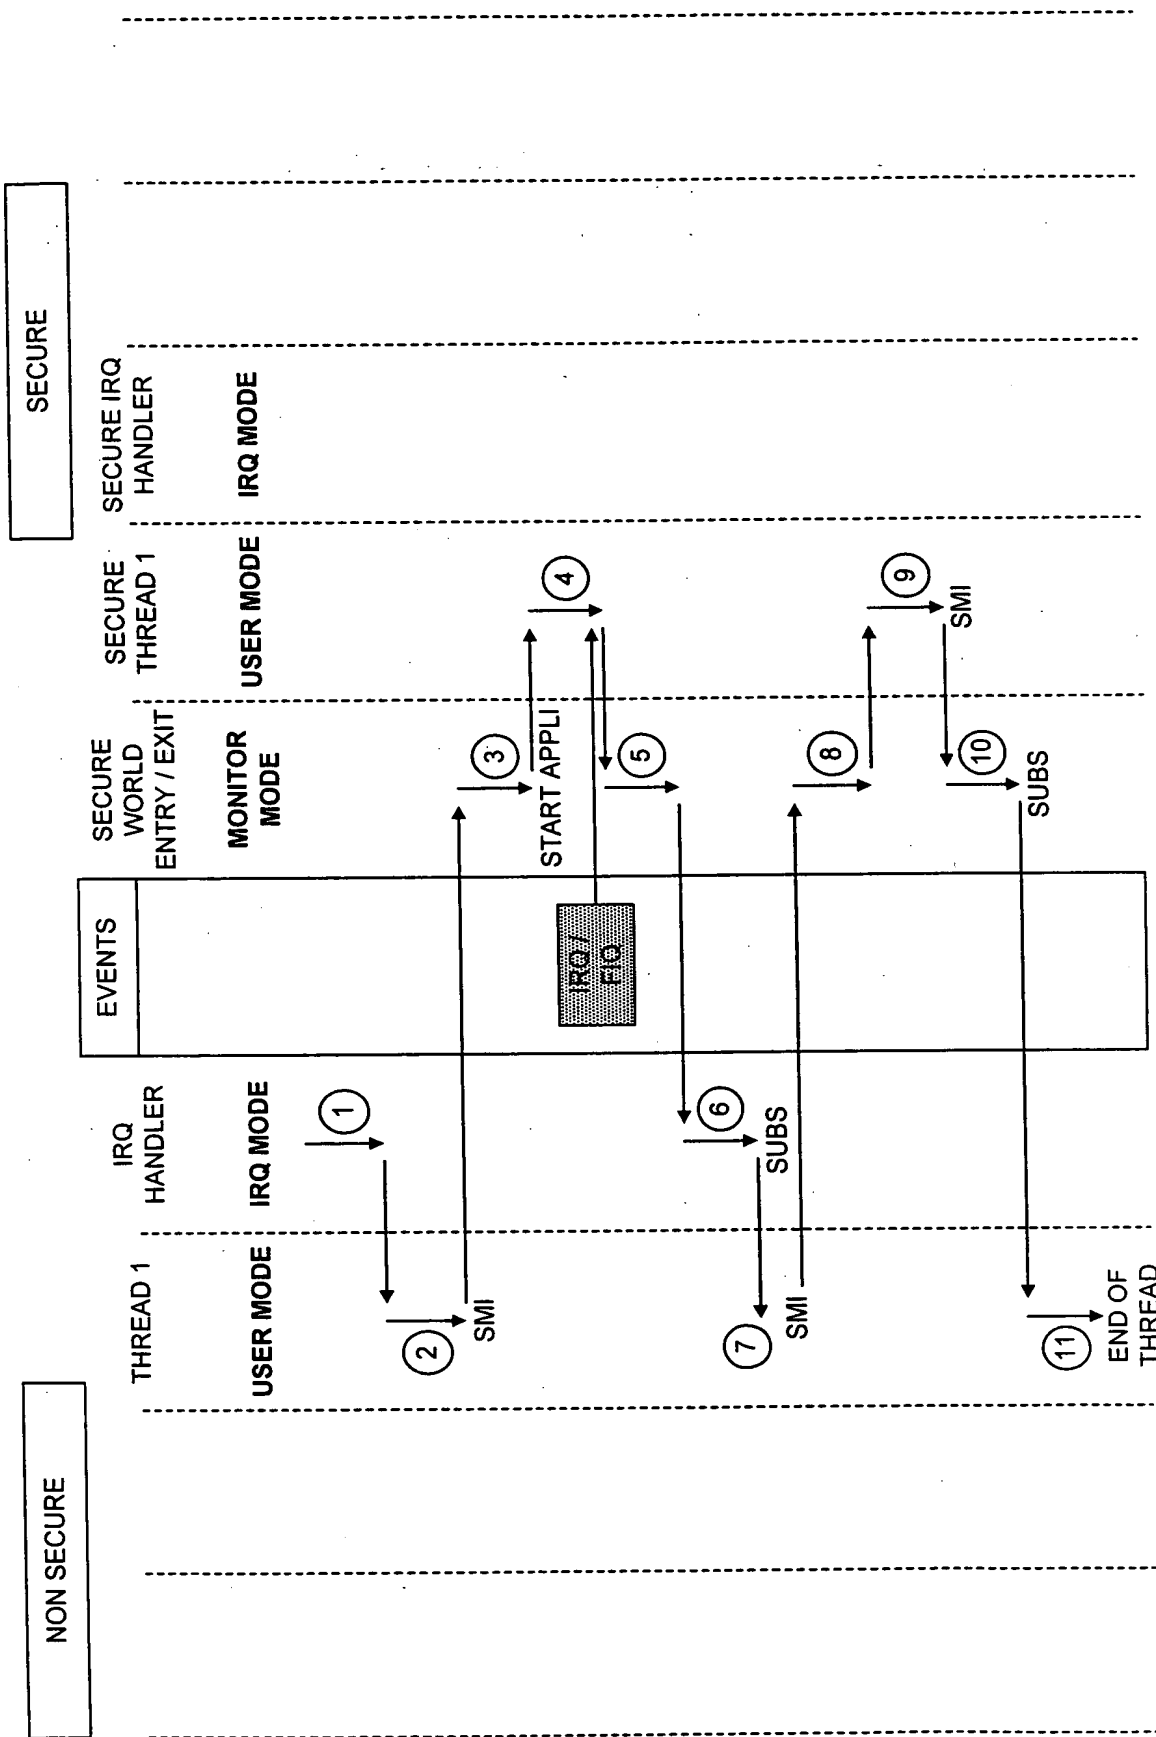 NON SECURE
SECURE
THREAD 1
USER MODE
IRQ
HANDLER
IRQ MODE
EVENTS
SECURE
WORLD
ENTRY / EXIT
MONITOR
MODE
SECURE
THREAD 1
USER MODE
SECURE IRQ
HANDLER
IRQ MODE
1
2
SMI
3
START APPLI
4
IRQ /
FIQ
5
6
SUBS
7
SMI
8
9
SMI
10
SUBS
11
END OF
THREAD